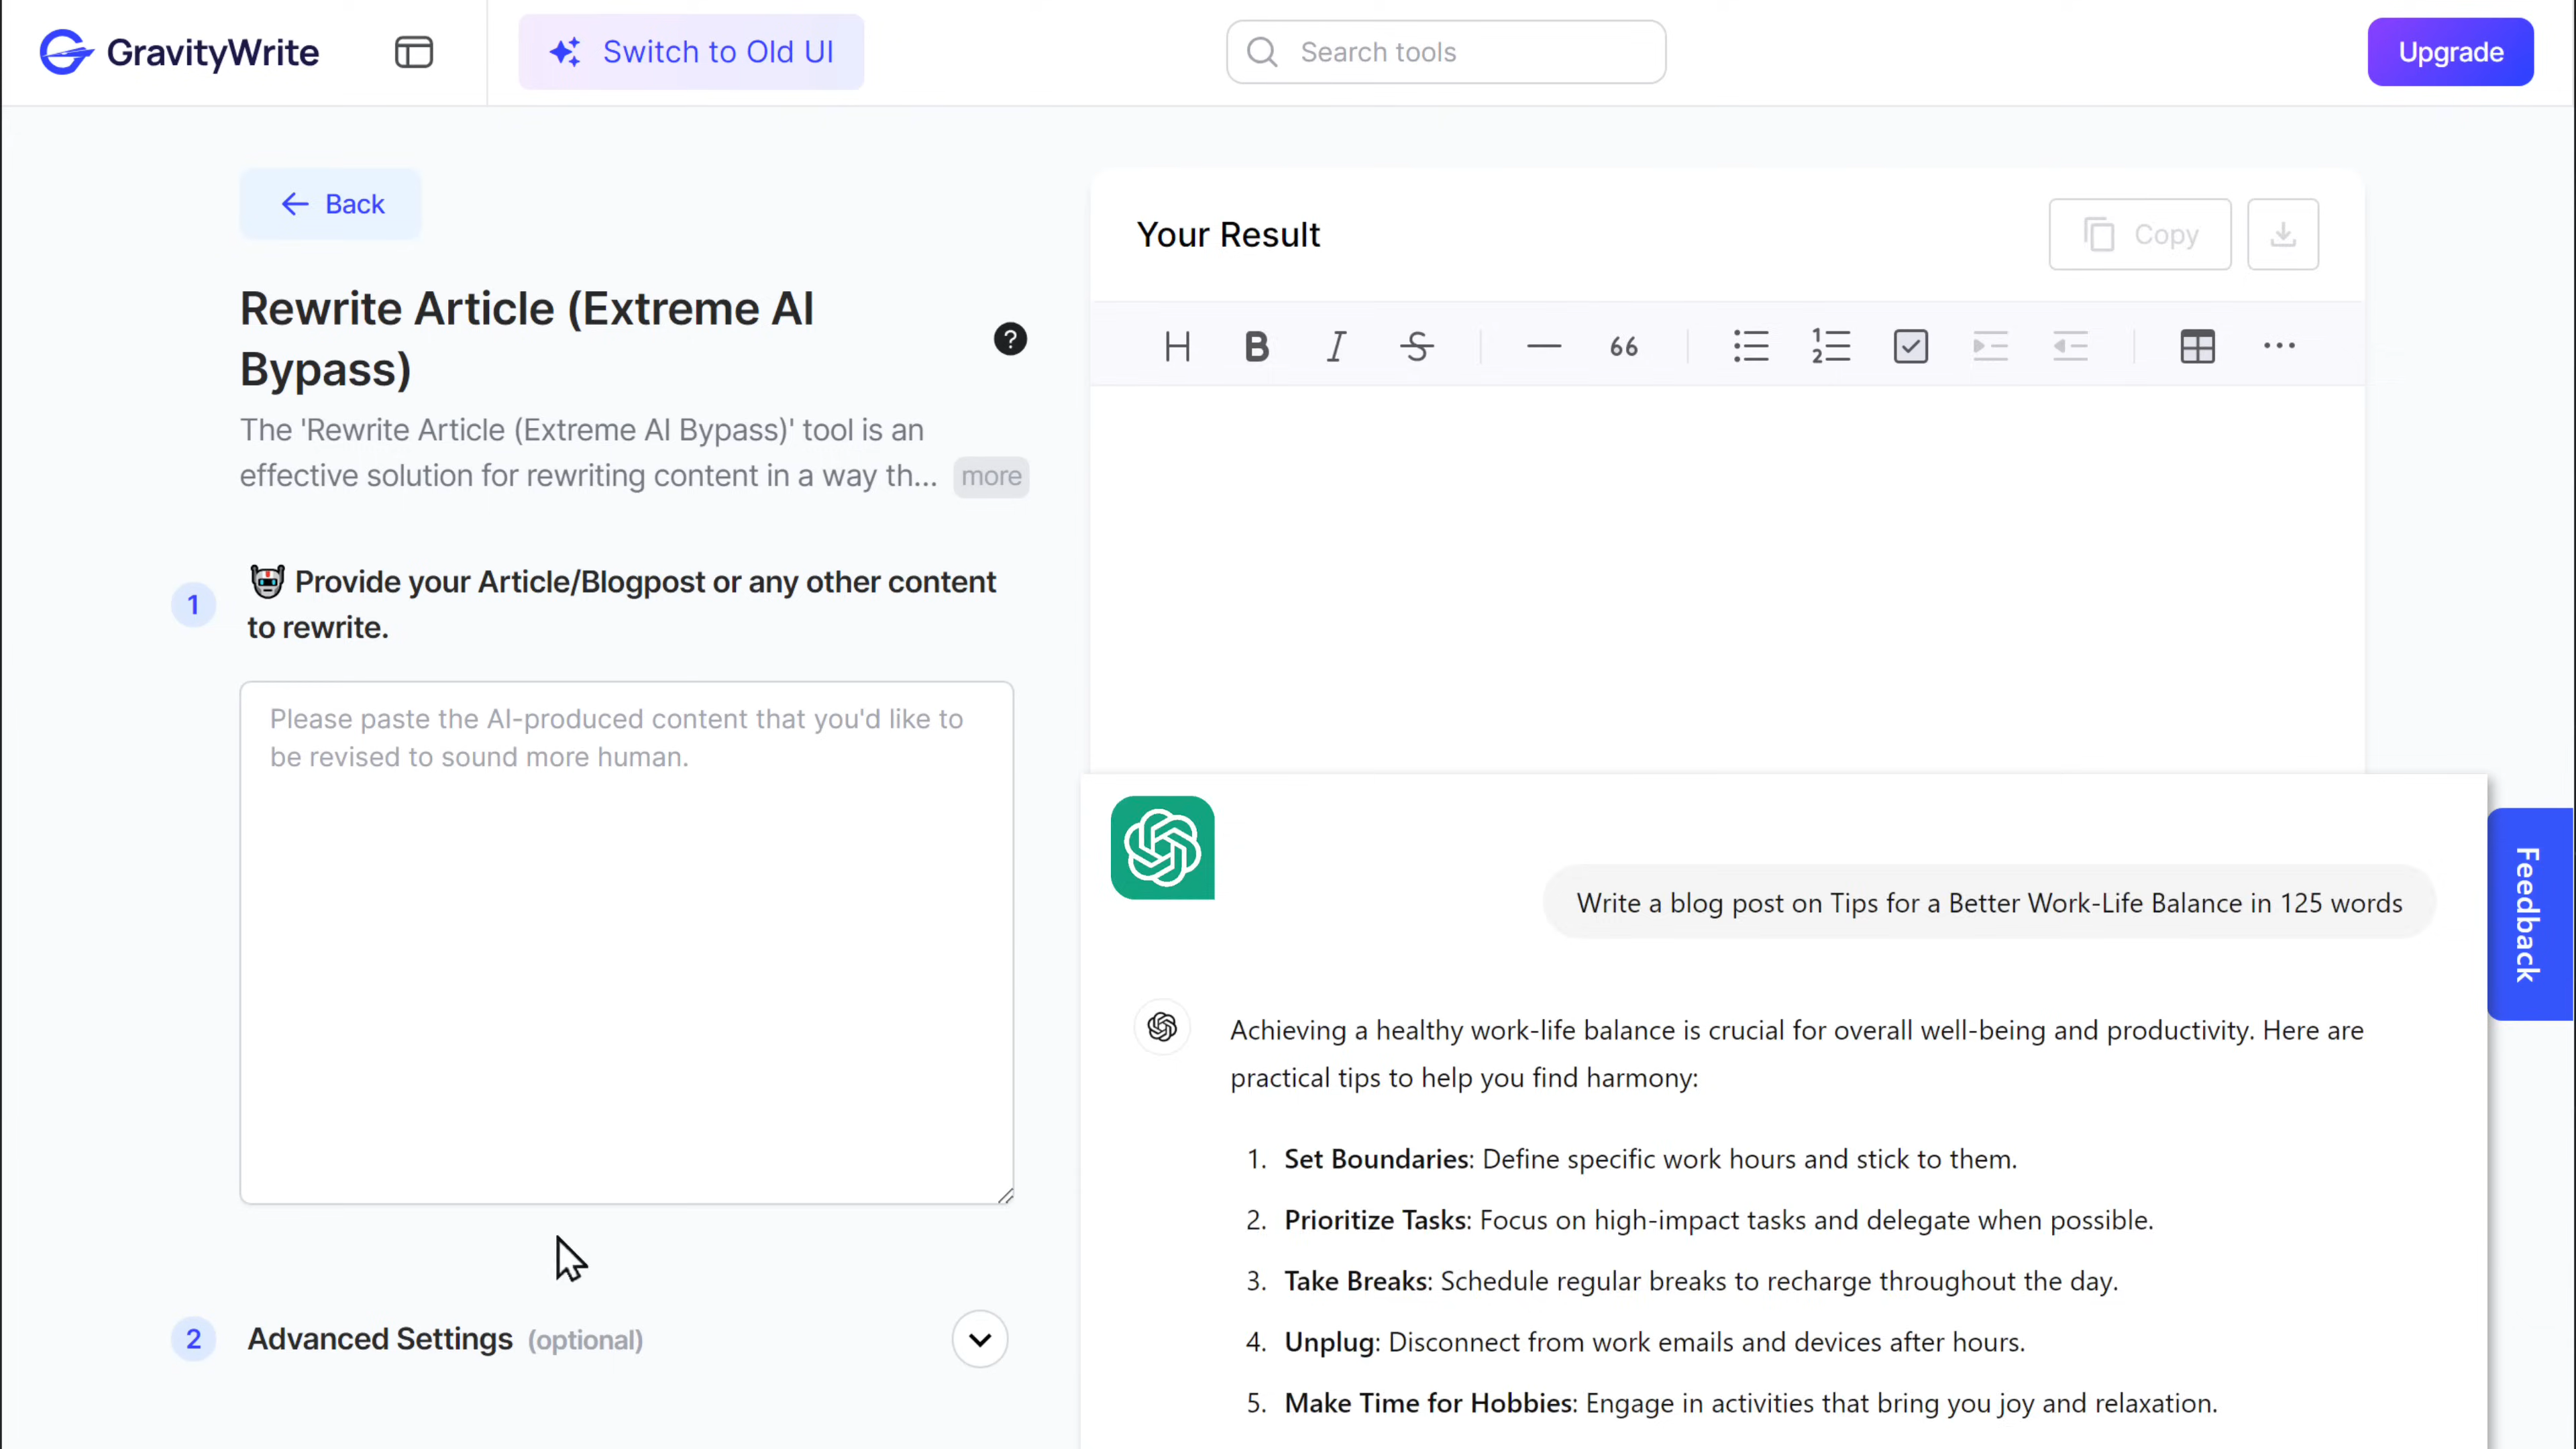 GravityWrite
Switch to Old UI
Search tools
Upgrade
Back
Rewrite Article (Extreme AI
Bypass)
?
The 'Rewrite Article (Extreme AI Bypass)' tool is an
effective solution for rewriting content in a way th... more
1
Provide your Article/Blogpost or any other content
to rewrite.
Please paste the AI-produced content that you'd like to
be revised to sound more human.
2 Advanced Settings (optional)
Your Result
Copy
Write a blog post on Tips for a Better Work-Life Balance in 125 words
Achieving a healthy work-life balance is crucial for overall well-being and productivity. Here are
practical tips to help you find harmony:
1. Set Boundaries: Define specific work hours and stick to them.
2. Prioritize Tasks: Focus on high-impact tasks and delegate when possible.
3. Take Breaks: Schedule regular breaks to recharge throughout the day.
4. Unplug: Disconnect from work emails and devices after hours.
5. Make Time for Hobbies: Engage in activities that bring you joy and relaxation.
Feedback